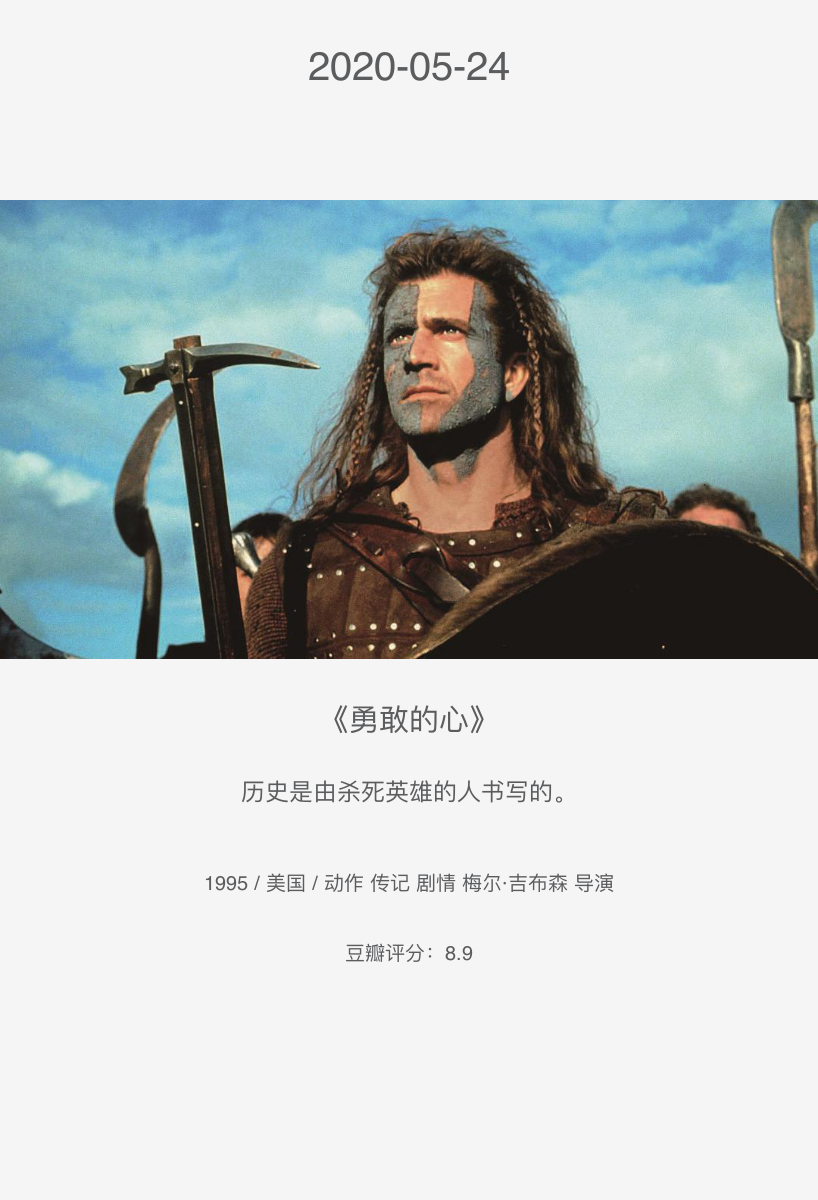 2020-05-24
《勇敢的心》
历史是由杀死英雄的人书写的。
1995 / 美国 / 动作 传记 剧情 梅尔·吉布森 导演
豆瓣评分：8.9